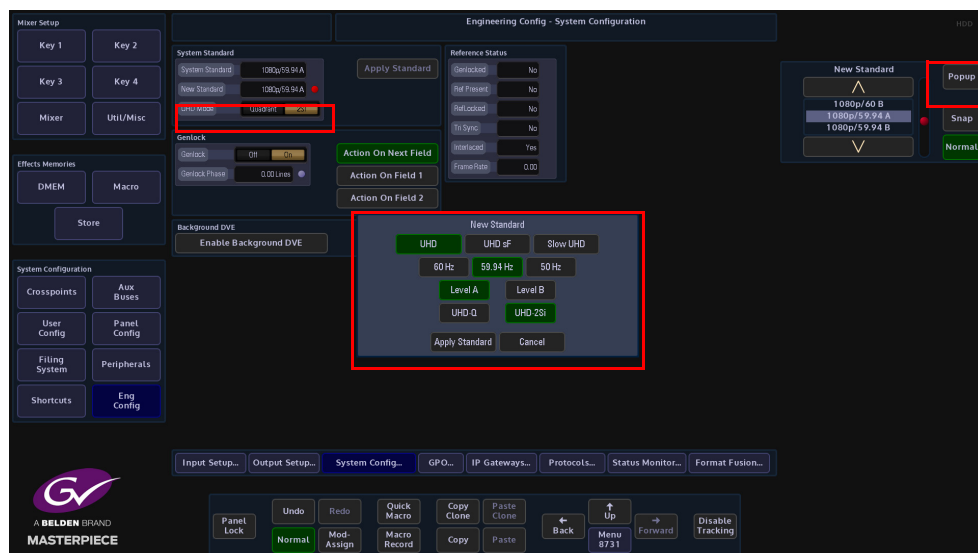 Mixer Setup
Engineering Config - System Configuration
HDD
Key 1
Key 2
Key 3
Key 4
Mixer
Util/Misc
Effects Memories
DMEM
Macro
Store
System Configuration
Crosspoints
Aux Buses
User Config
Panel Config
Filing System
Peripherals
Shortcuts
Eng Config
System Standard
System Standard 1080p/59.94 A
New Standard 1080p/59.94 A
UHD Mode Quadrant 2Si
Apply Standard
Genlock
Genlock Off On
Genlock Phase 0.00 Lines
Action On Next Field
Action On Field 1
Action On Field 2
Background DVE
Enable Background DVE
Reference Status
Genlocked No
Ref Present No
Ref Locked No
Tri Sync No
Interlaced Yes
Frame Rate 0.00
New Standard
1080p/60 B
1080p/59.94 A
1080p/59.94 B
Popup
Snap
Normal
New Standard
UHD
UHD sF
Slow UHD
60 Hz
59.94 Hz
50 Hz
Level A
Level B
UHD-Q
UHD-2Si
Apply Standard
Cancel
Input Setup...
Output Setup...
System Config...
GPO...
IP Gateways...
Protocols...
Status Monitor...
Format Fusion...
GV
A BELDEN BRAND
MASTERPIECE
Panel Lock
Undo
Redo
Normal
Mod-Assign
Quick Macro
Macro Record
Copy Clone
Paste Clone
Copy
Paste
Back
Up
Menu 8731
Forward
Disable Tracking